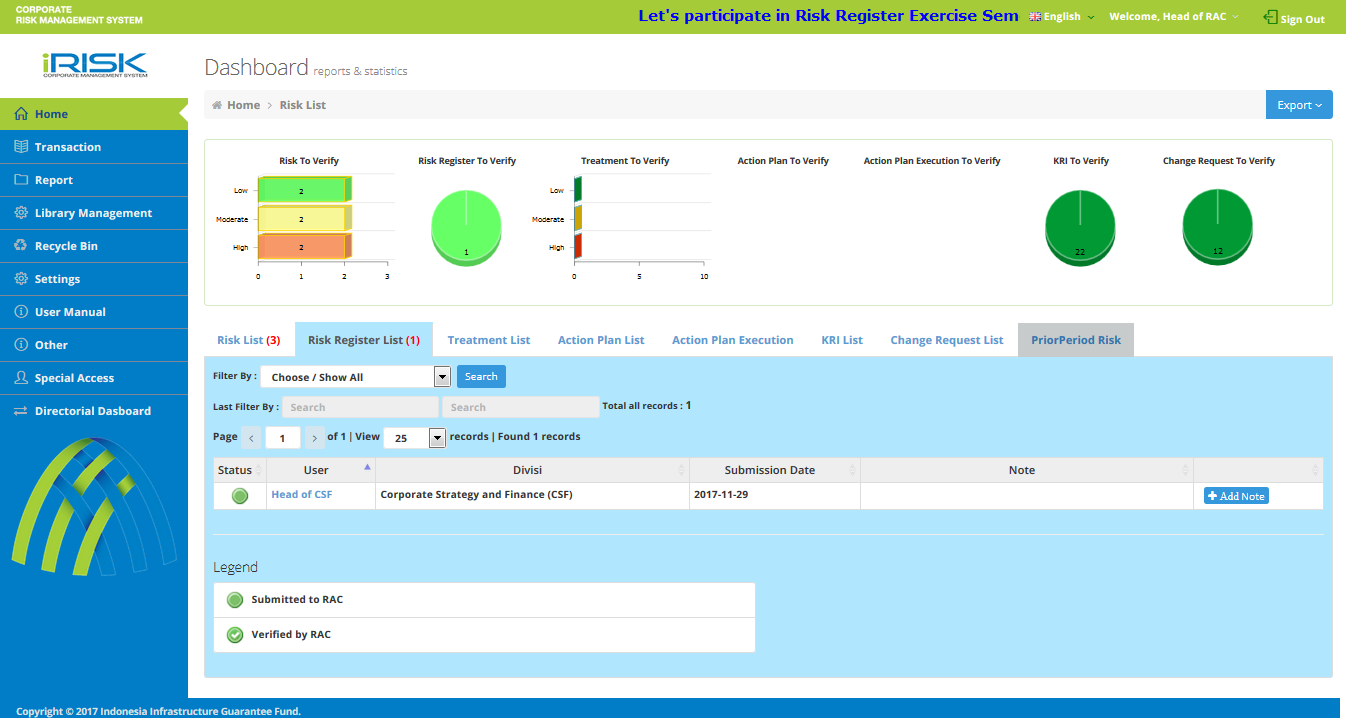 CORPORATE
RISK MANAGEMENT SYSTEM
Let's participate in Risk Register Exercise Sem
English
Welcome, Head of RAC
Sign Out
iRISK
CORPORATE MANAGEMENT SYSTEM
Dashboard reports & statistics
Home > Risk List
Export
Home
Transaction
Report
Library Management
Recycle Bin
Settings
User Manual
Other
Special Access
Directorial Dasboard
Risk To Verify
Low
Moderate
High
2
2
2
0 1 2 3
Risk Register To Verify
1
Treatment To Verify
Low
Moderate
High
0 5 10
Action Plan To Verify
Action Plan Execution To Verify
KRI To Verify
22
Change Request To Verify
12
Risk List (3)
Risk Register List (1)
Treatment List
Action Plan List
Action Plan Execution
KRI List
Change Request List
PriorPeriod Risk
Filter By : Choose / Show All Search
Last Filter By : Search Search Total all records : 1
Page < 1 > of 1 | View 25 records | Found 1 records
Status User Divisi Submission Date Note
Head of CSF Corporate Strategy and Finance (CSF) 2017-11-29 + Add Note
Legend
Submitted to RAC
Verified by RAC
Copyright © 2017 Indonesia Infrastructure Guarantee Fund.